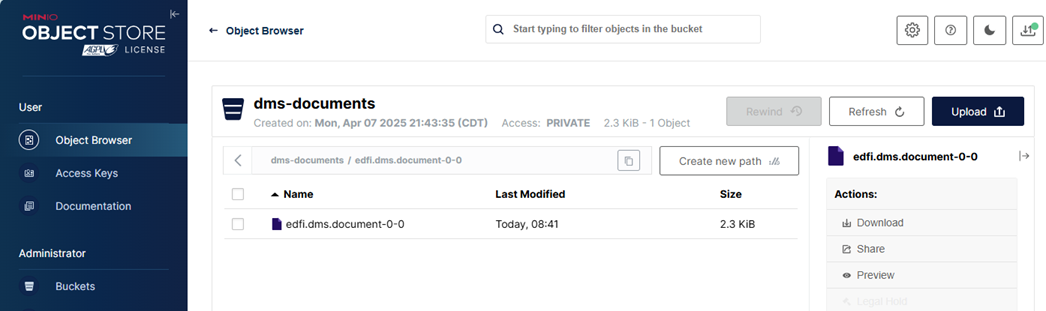 MINIO
OBJECT STORE
AGPLv3 LICENSE
User
Object Browser
Access Keys
Documentation
Administrator
Buckets
← Object Browser
Start typing to filter objects in the bucket
dms-documents
Created on: Mon, Apr 07 2025 21:43:35 (CDT) Access: PRIVATE 2.3 KiB - 1 Object
Rewind
Refresh
Upload
dms-documents / edfi.dms.document-0-0
Create new path
Name Last Modified Size
edfi.dms.document-0-0 Today, 08:41 2.3 KiB
edfi.dms.document-0-0
Actions:
Download
Share
Preview
Legal Hold